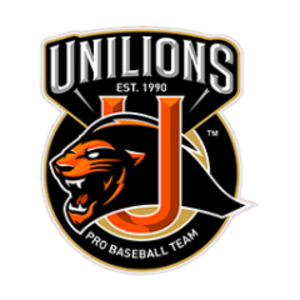 UNILIONS
EST. 1990
U
TM
PRO BASEBALL TEAM